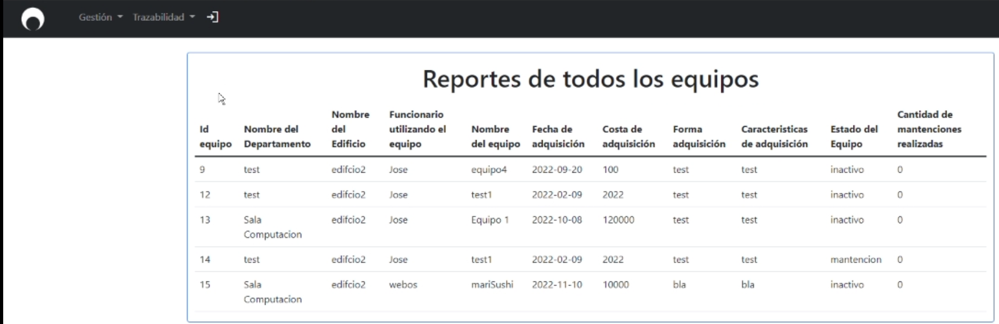 Gestión Trazabilidad
Reportes de todos los equipos
Id equipo Nombre del Departamento Nombre del Edificio Funcionario utilizando el equipo Nombre del equipo Fecha de adquisición Costa de adquisición Forma adquisición Caracteristicas de adquisición Estado del Equipo Cantidad de mantenciones realizadas
9 test edifcio2 Jose equipo4 2022-09-20 100 test test inactivo 0
12 test edifcio2 Jose test1 2022-02-09 2022 test test inactivo 0
13 Sala Computacion edifcio2 Jose Equipo 1 2022-10-08 120000 test test inactivo 0
14 test edifcio2 Jose test1 2022-02-09 2022 test test mantencion 0
15 Sala Computacion edifcio2 webos mariSushi 2022-11-10 10000 bla bla inactivo 0